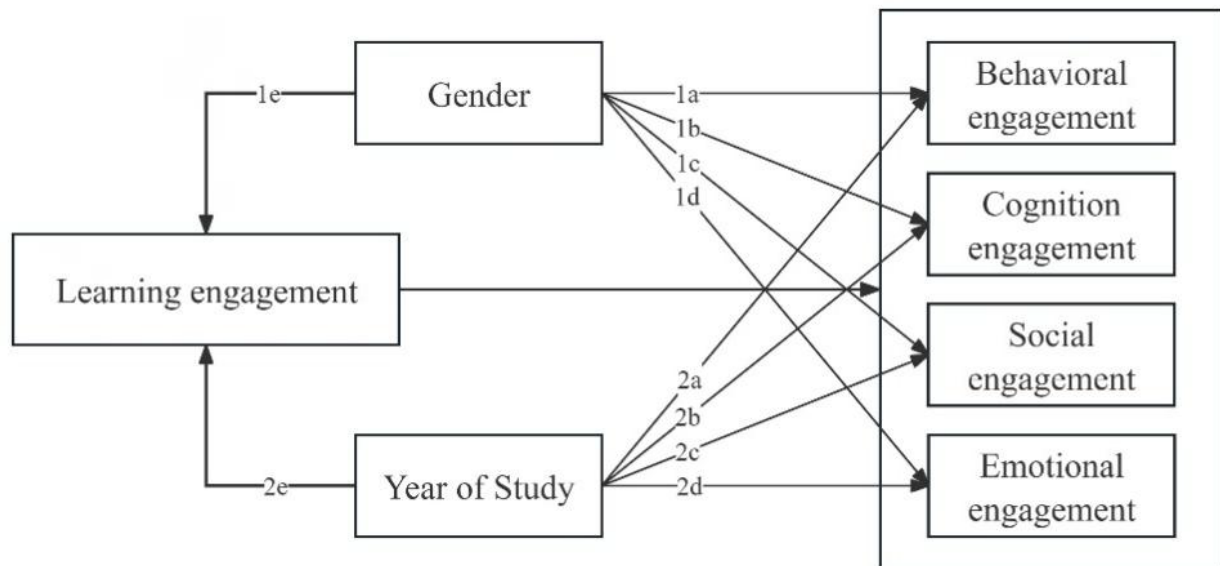 Gender
1e
1a
1b
1c
1d
Behavioral
engagement
Cognition
engagement
Learning engagement
Social
engagement
2a
2b
2c
2d
2e
Year of Study
Emotional
engagement